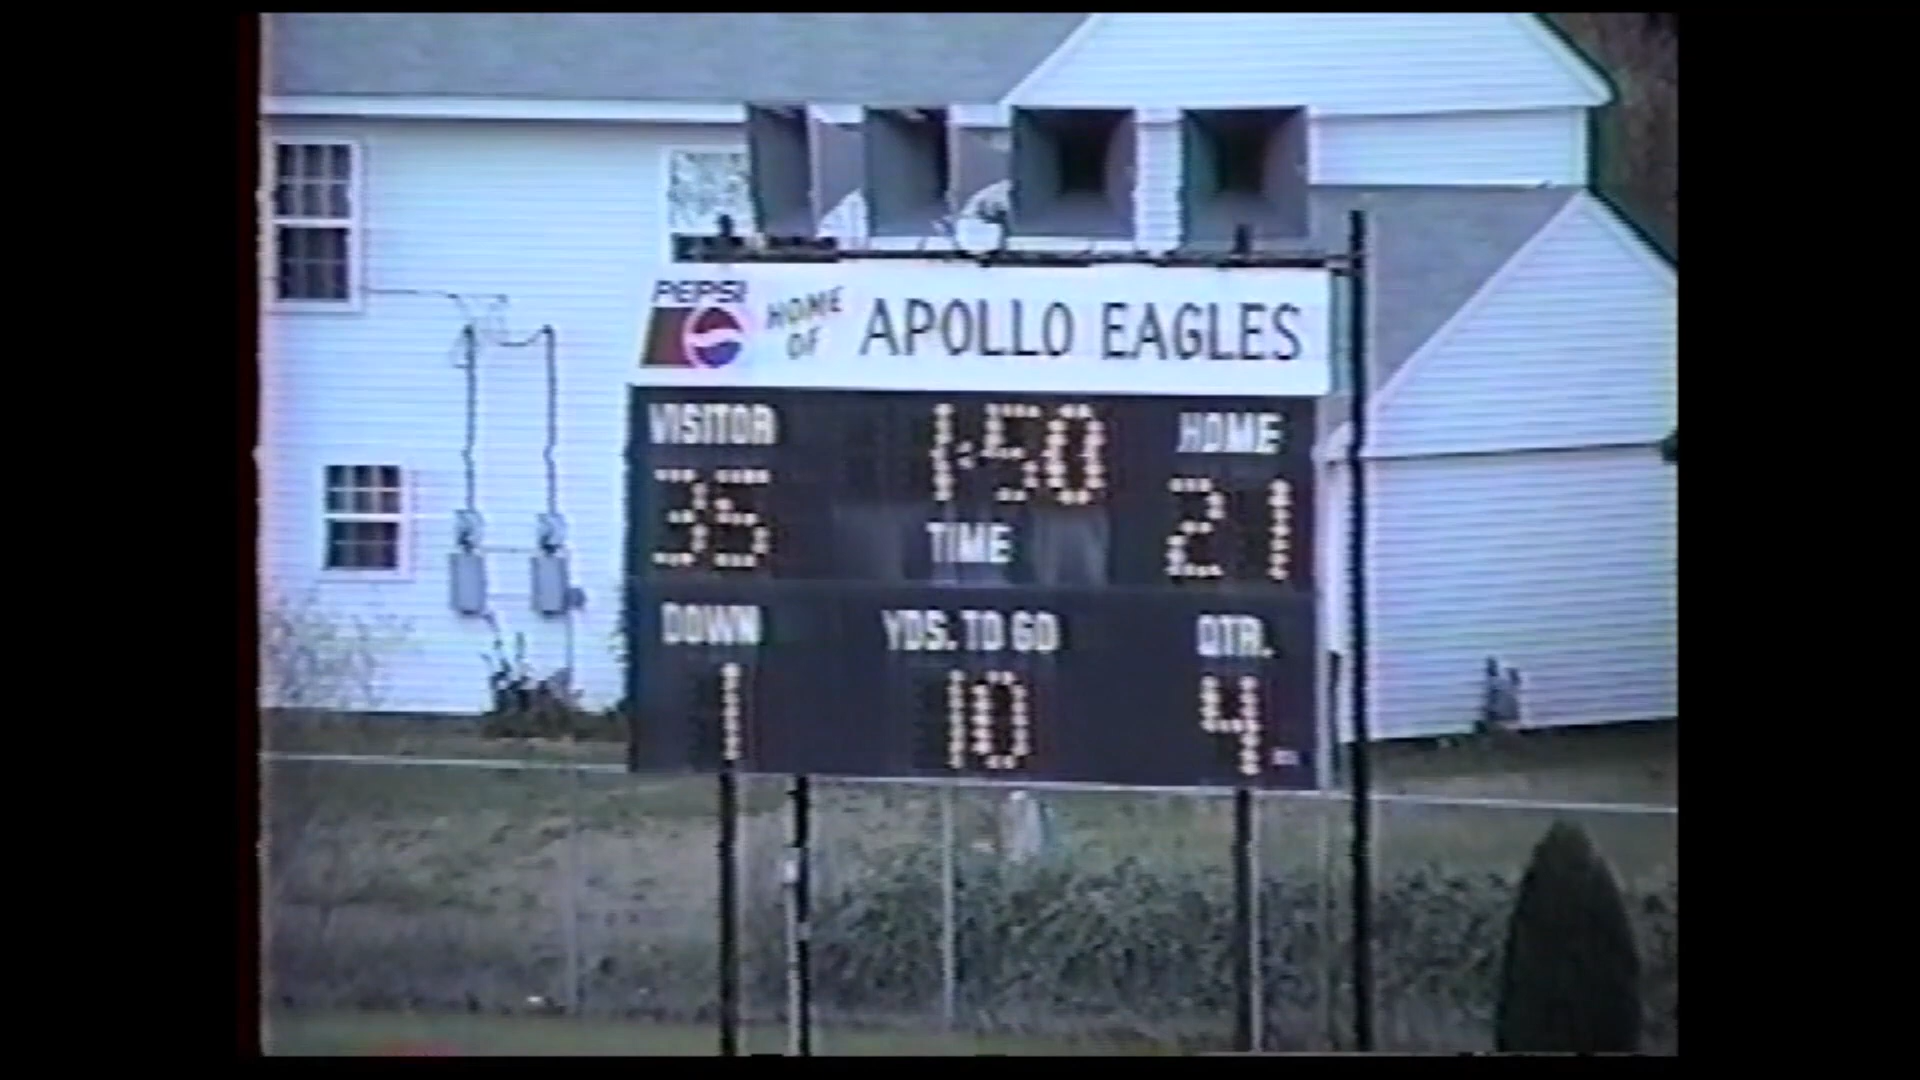 PEPSI
HOME OF APOLLO EAGLES
VISITOR 1:50 HOME
35 TIME 21
DOWN YDS. TO GO QTR.
1 10 4